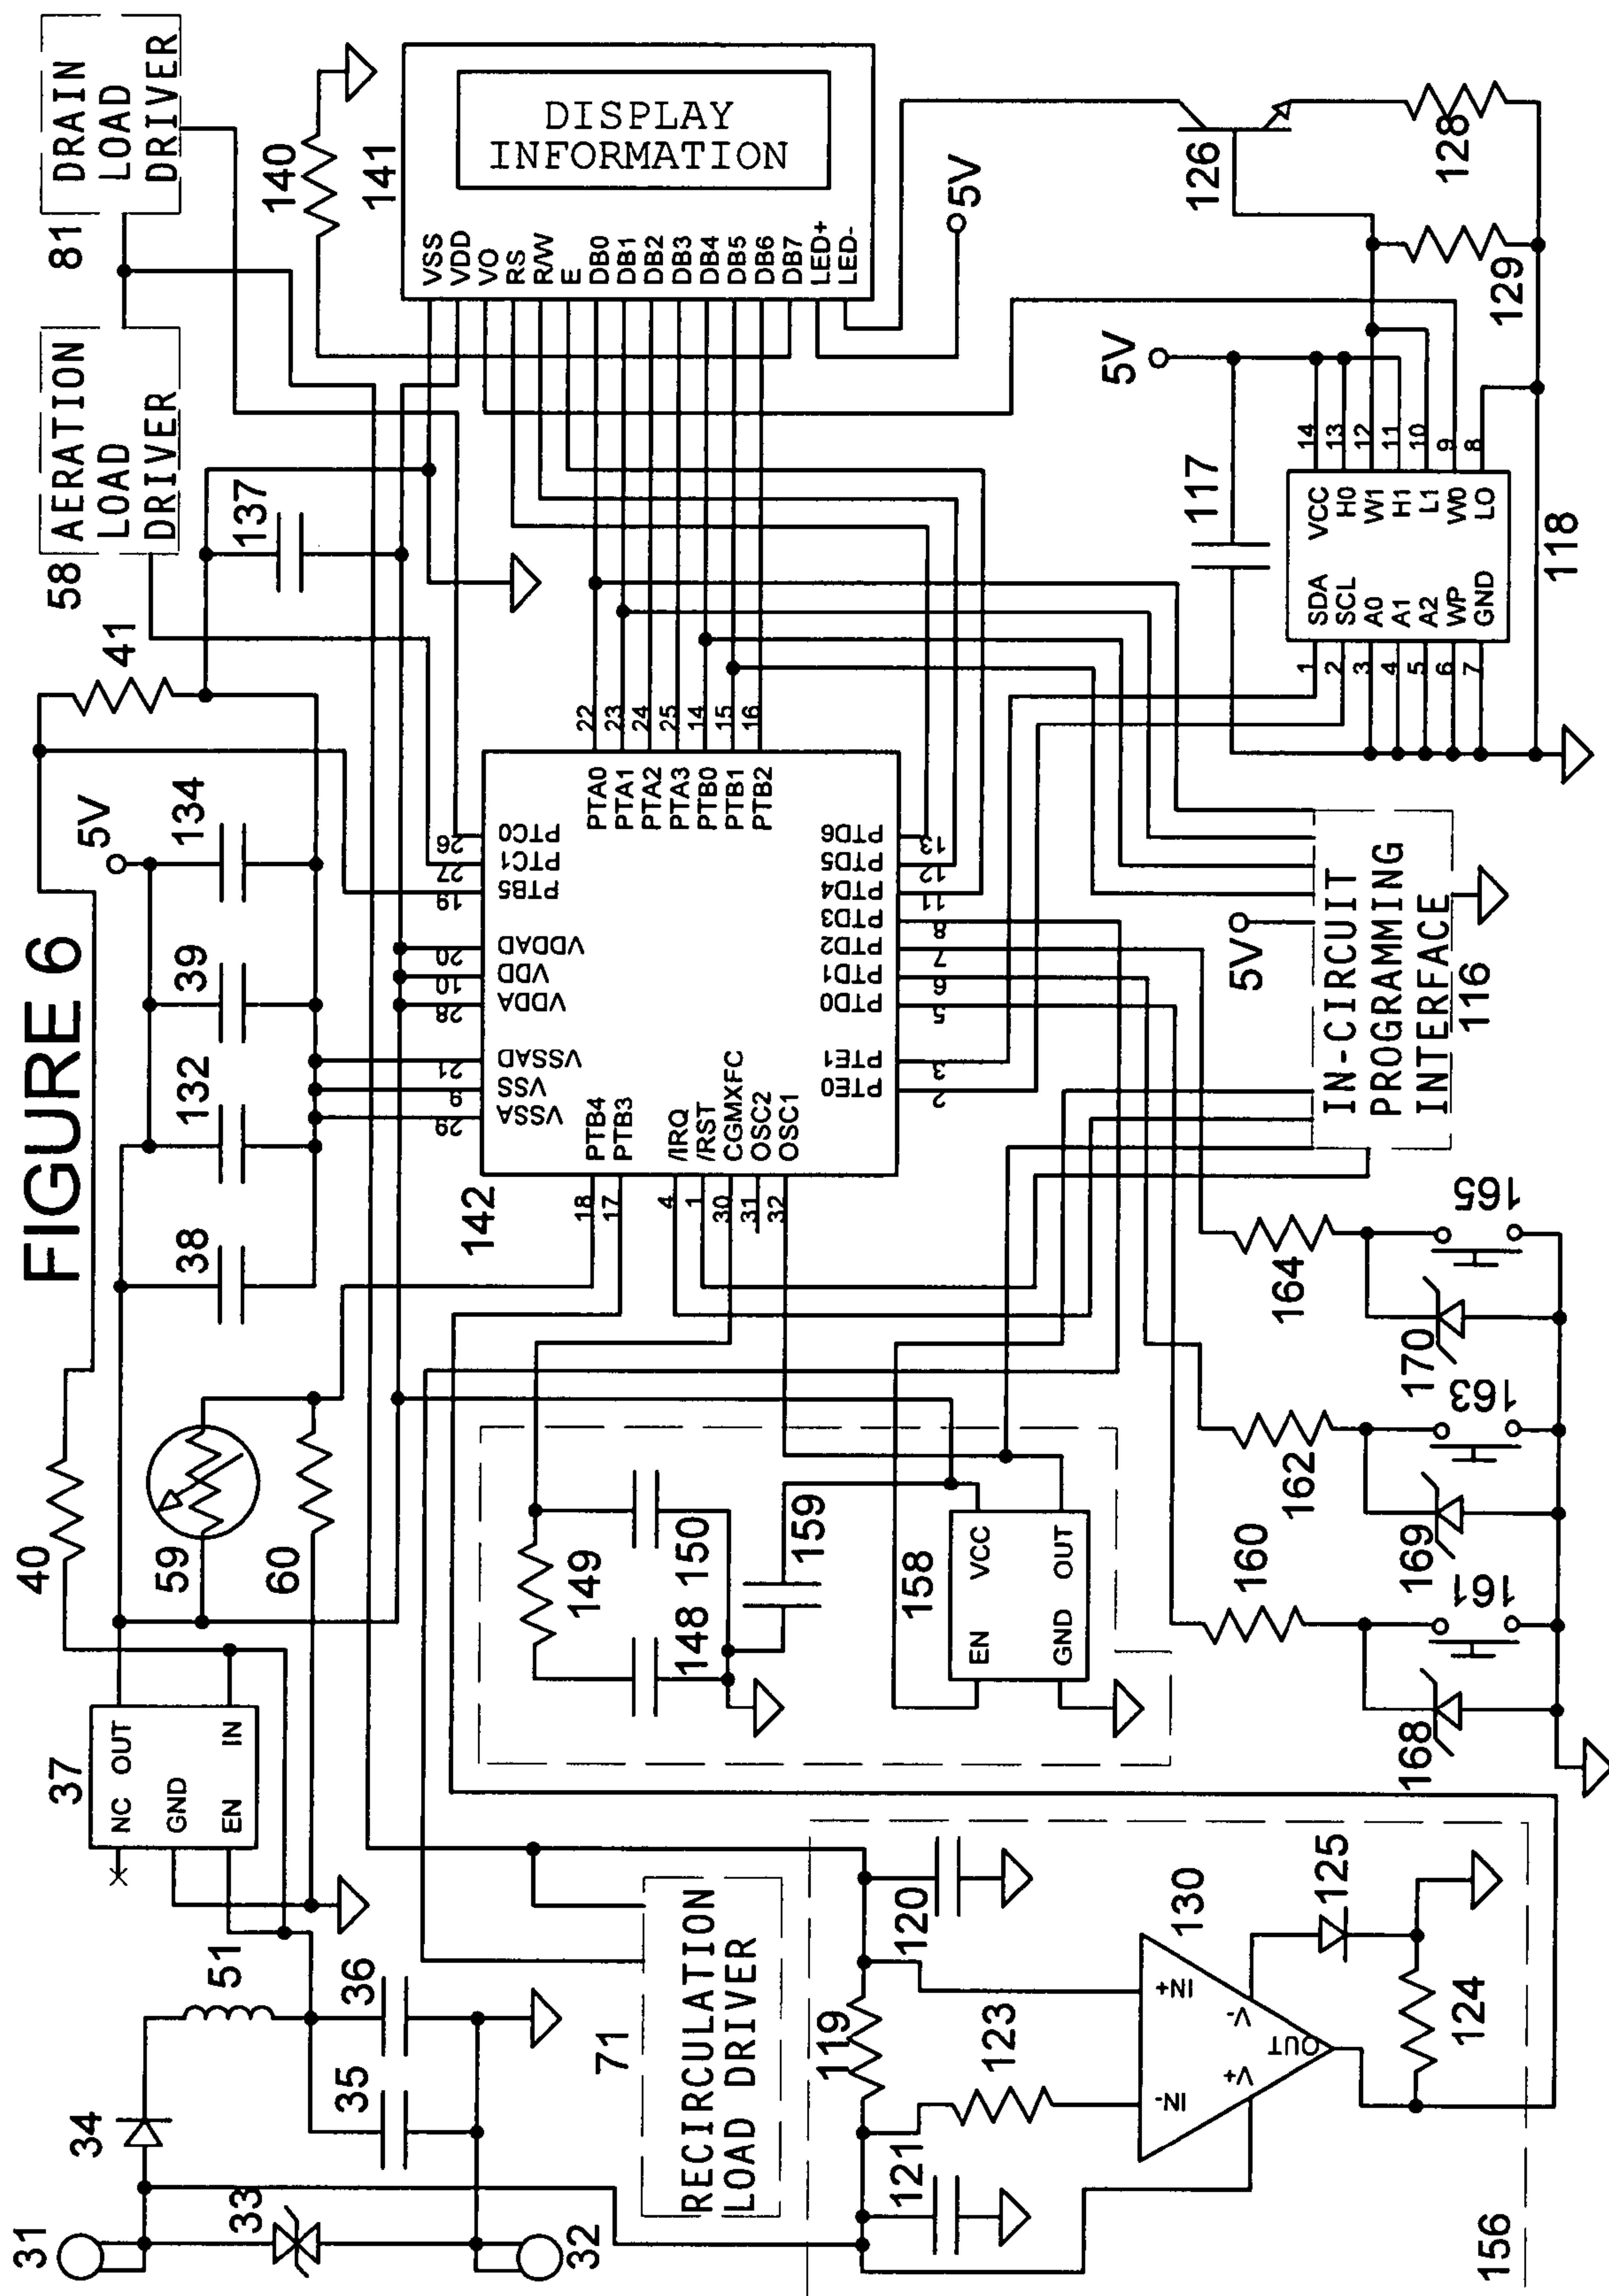 FIGURE 6
31
33
32
34
51
35
36
37
NC
OUT
GND
EN
IN
40
59
60
38
132
39
134
5V
41
58
AERATION
LOAD
DRIVER
81
DRAIN
LOAD
DRIVER
137
140
141
DISPLAY
INFORMATION
VSS
VDD
VO
RS
R/W
E
DB0
DB1
DB2
DB3
DB4
DB5
DB6
DB7
LED+
LED-
5V
142
29 VSSA
9 VSS
21 VSSAD
28 VDDA
10 VDD
20 VDDAD
19 PTB5
27 PTC1
26 PTC0
PTA0 22
PTA1 23
PTA2 24
PTA3 25
PTB0 14
PTB1 15
PTB2 16
18 PTB4
17 PTB3
4 /IRQ
1 /RST
30 CGMXFC
31 OSC2
32 OSC1
PTE0 2
PTE1 3
PTD0 5
PTD1 6
PTD2 7
PTD3 8
PTD4 11
PTD5 12
PTD6 13
71
RECIRCULATION
LOAD DRIVER
149
148
150
159
158
EN
VCC
GND
OUT
119
120
121
123
130
IN+
IN-
V-
V+
OUT
125
124
156
160
162
164
168
161
169
163
170
165
5V
IN-CIRCUIT
PROGRAMMING
INTERFACE
116
117
5V
118
1 SDA
2 SCL
3 A0
4 A1
5 A2
6 WP
7 GND
VCC 14
H0 13
W1 12
H1 11
L1 10
W0 9
LO 8
126
128
129